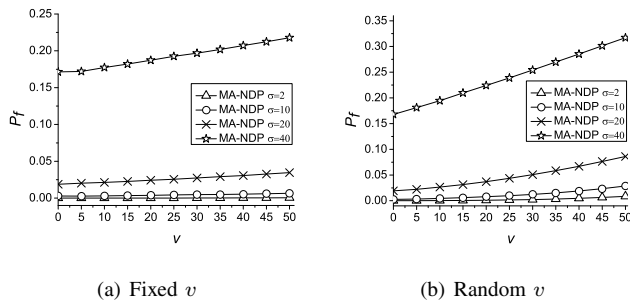 0.25
0.20
0.15
0.10
0.05
0.00
Pf
MA-NDP σ=2
MA-NDP σ=10
MA-NDP σ=20
MA-NDP σ=40
0 5 10 15 20 25 30 35 40 45 50
v
(a) Fixed v
0.35
0.30
0.25
0.20
0.15
0.10
0.05
0.00
Pf
MA-NDP σ=2
MA-NDP σ=10
MA-NDP σ=20
MA-NDP σ=40
0 5 10 15 20 25 30 35 40 45 50
v
(b) Random v